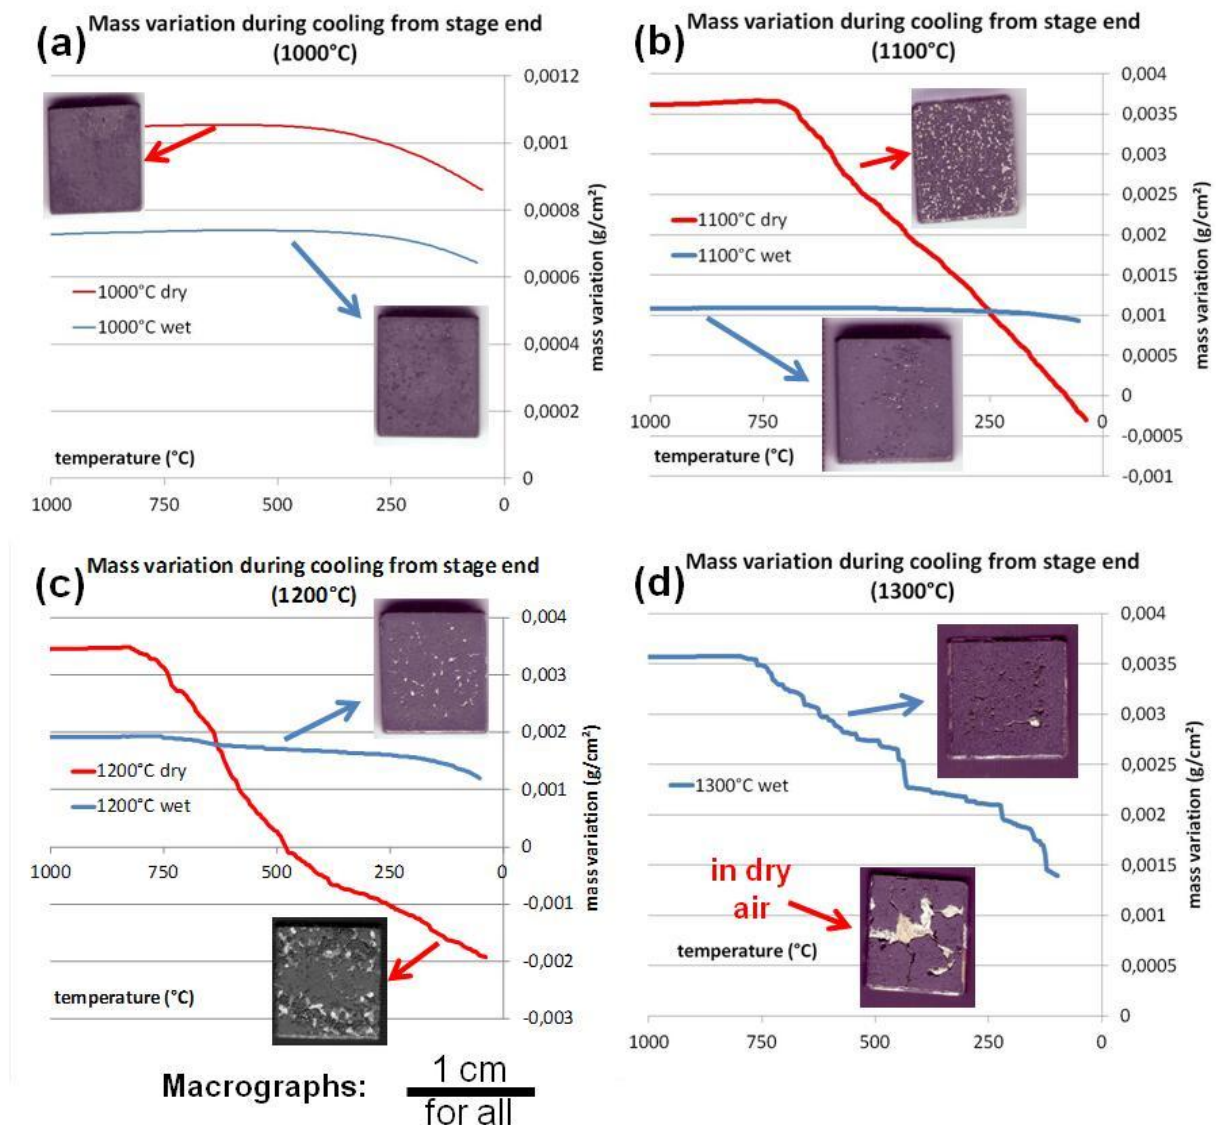 (a)
Mass variation during cooling from stage end
(1000°C)
0,0012
0,001
0,0008
0,0006
0,0004
0,0002
0
mass variation (g/cm²)
1000°C dry
1000°C wet
temperature (°C)
1000
750
500
250
0
(b)
Mass variation during cooling from stage end
(1100°C)
0,004
0,0035
0,003
0,0025
0,002
0,0015
0,001
0,0005
0
-0,0005
-0,001
mass variation (g/cm²)
1100°C dry
1100°C wet
1000
750
250
0
temperature (°C)
(c)
Mass variation during cooling from stage end
(1200°C)
0,004
0,003
0,002
0,001
0
-0,001
-0,002
-0,003
mass variation (g/cm²)
1200°C dry
1200°C wet
1000
750
500
250
0
temperature (°C)
(d)
Mass variation during cooling from stage end
(1300°C)
0,004
0,0035
0,003
0,0025
0,002
0,0015
0,001
0,0005
0
mass variation (g/cm²)
1300°C wet
in dry
air
temperature (°C)
1000
750
500
250
0
Macrographs:
1 cm
for all